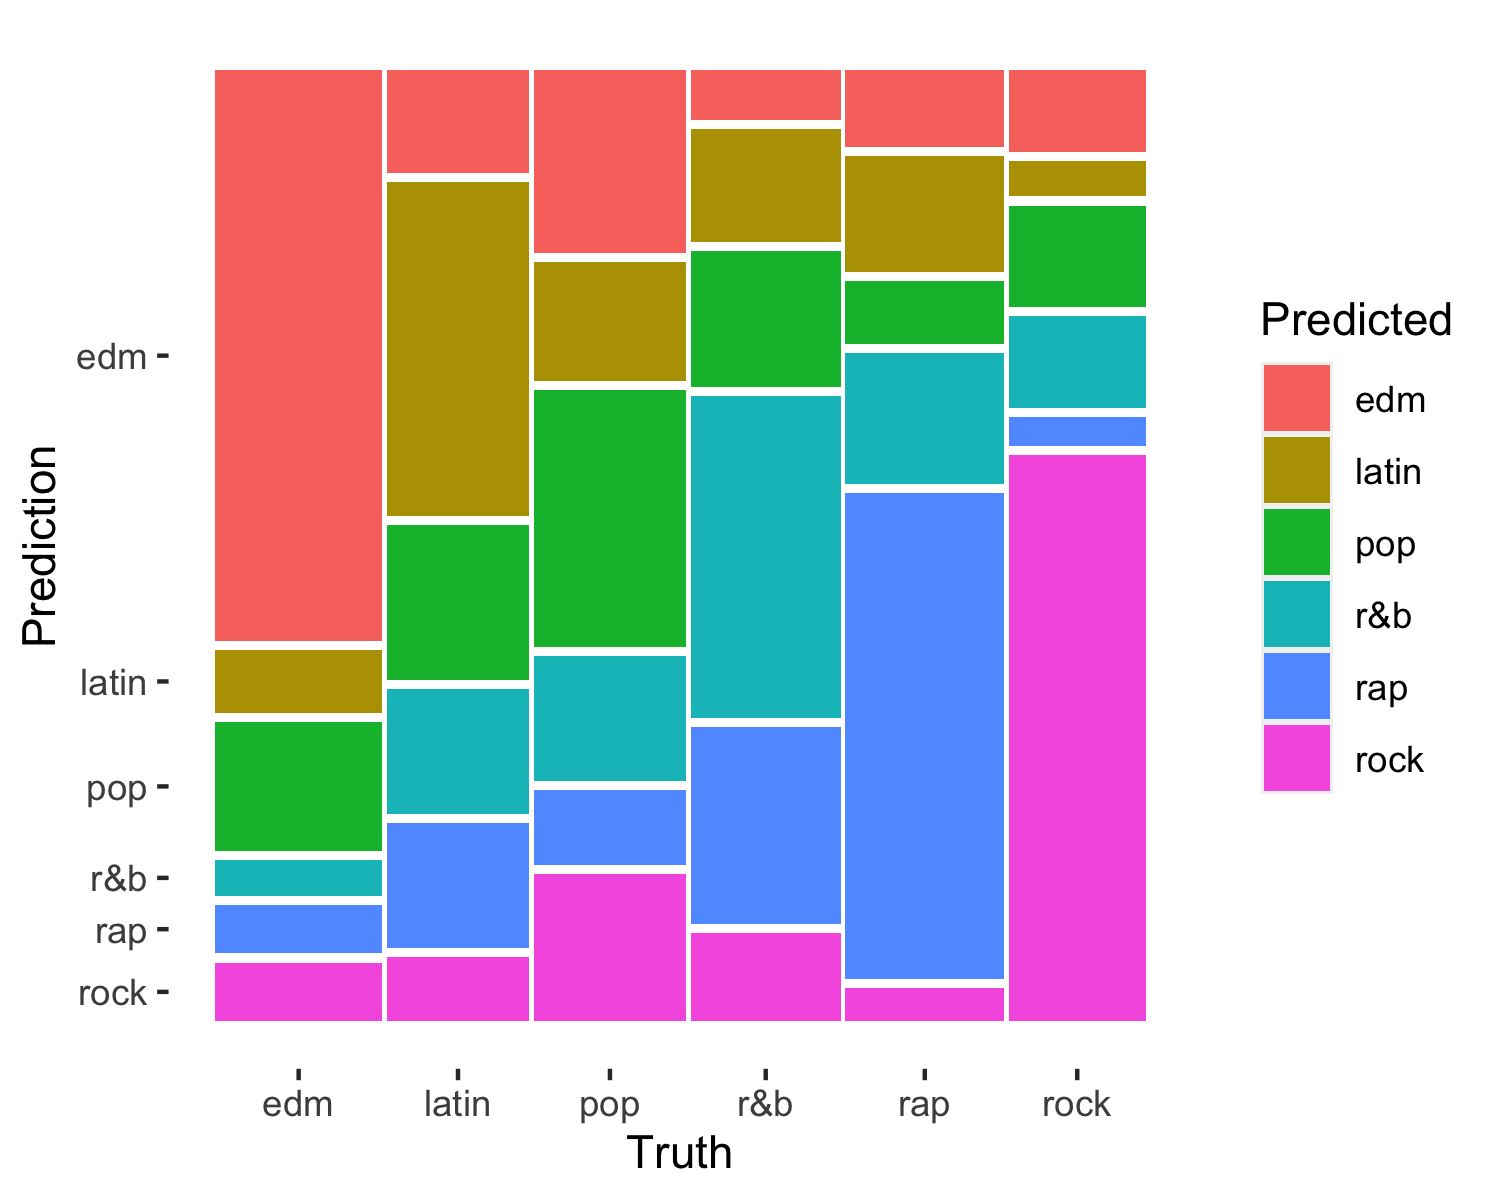 Prediction
edm
latin
pop
r&b
rap
rock
edm
latin
pop
r&b
rap
rock
Truth
Predicted
edm
latin
pop
r&b
rap
rock